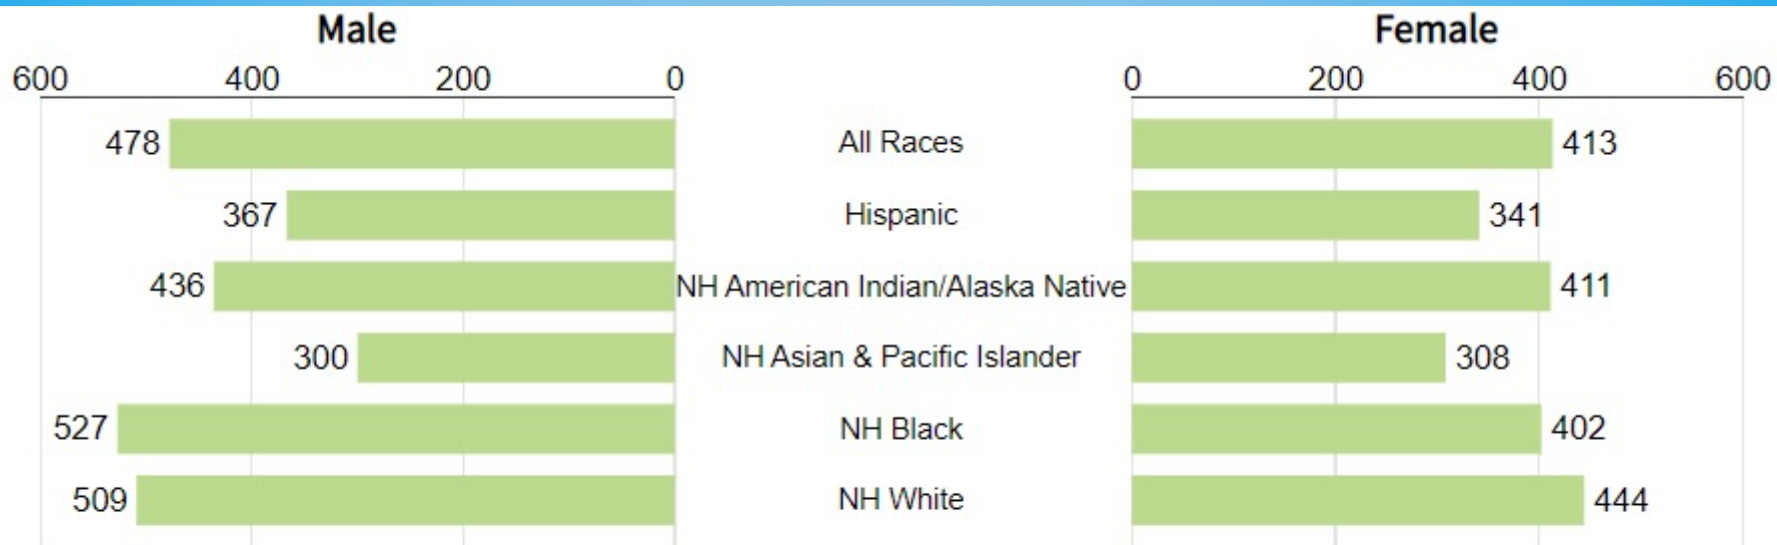 Male Female
600 400 200 0 0 200 400 600
478 All Races 413
367 Hispanic 341
436 NH American Indian/Alaska Native 411
300 NH Asian & Pacific Islander 308
527 NH Black 402
509 NH White 444